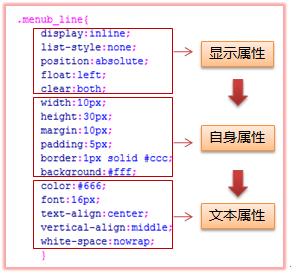 .menub_line{
display:inline;
list-style:none;
position:absolute;
float:left;
clear:both;
width:10px;
height:30px;
margin:10px;
padding:5px;
border:1px solid #ccc;
background:#fff;
color:#666;
font:16px;
text-align:center;
vertical-align:middle;
white-space:nowrap;
}
显示属性
自身属性
文本属性